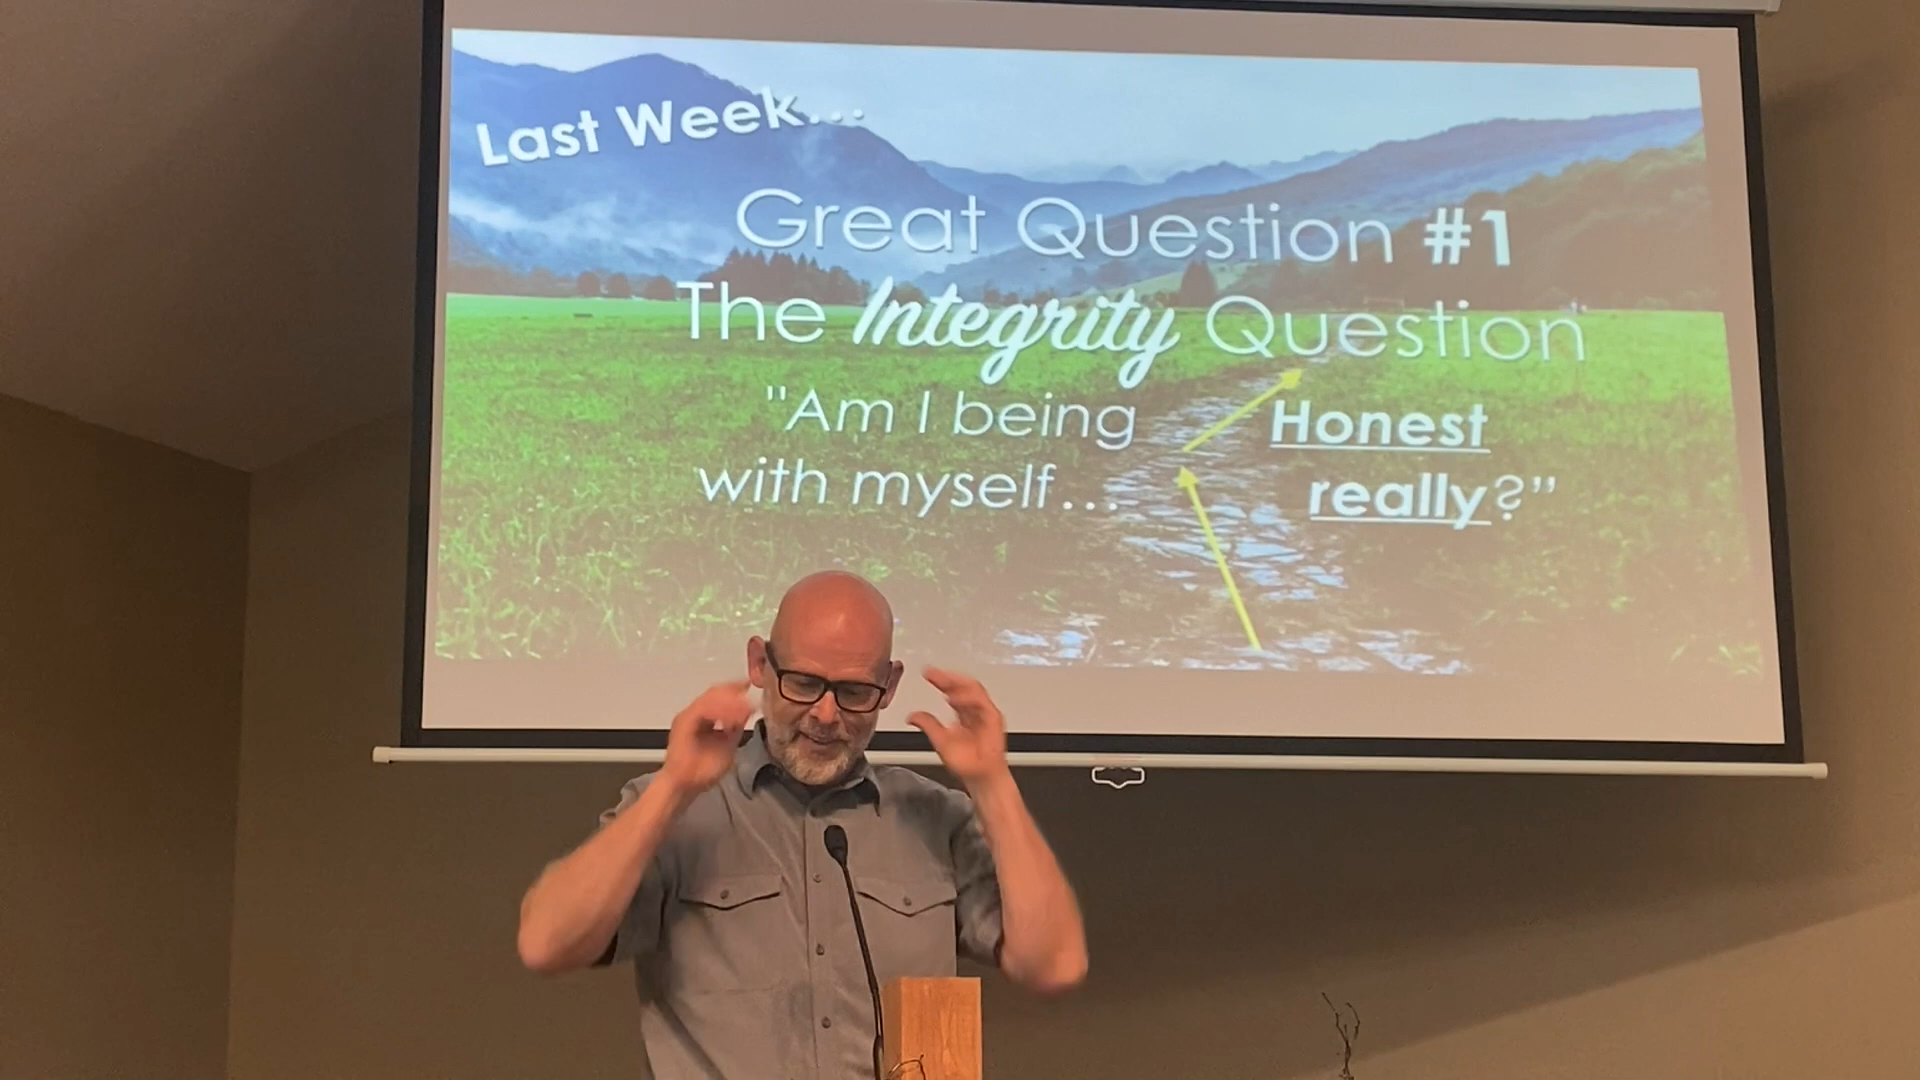 Last Week...
Great Question #1
The Integrity Question
"Am I being Honest
with myself... really?"